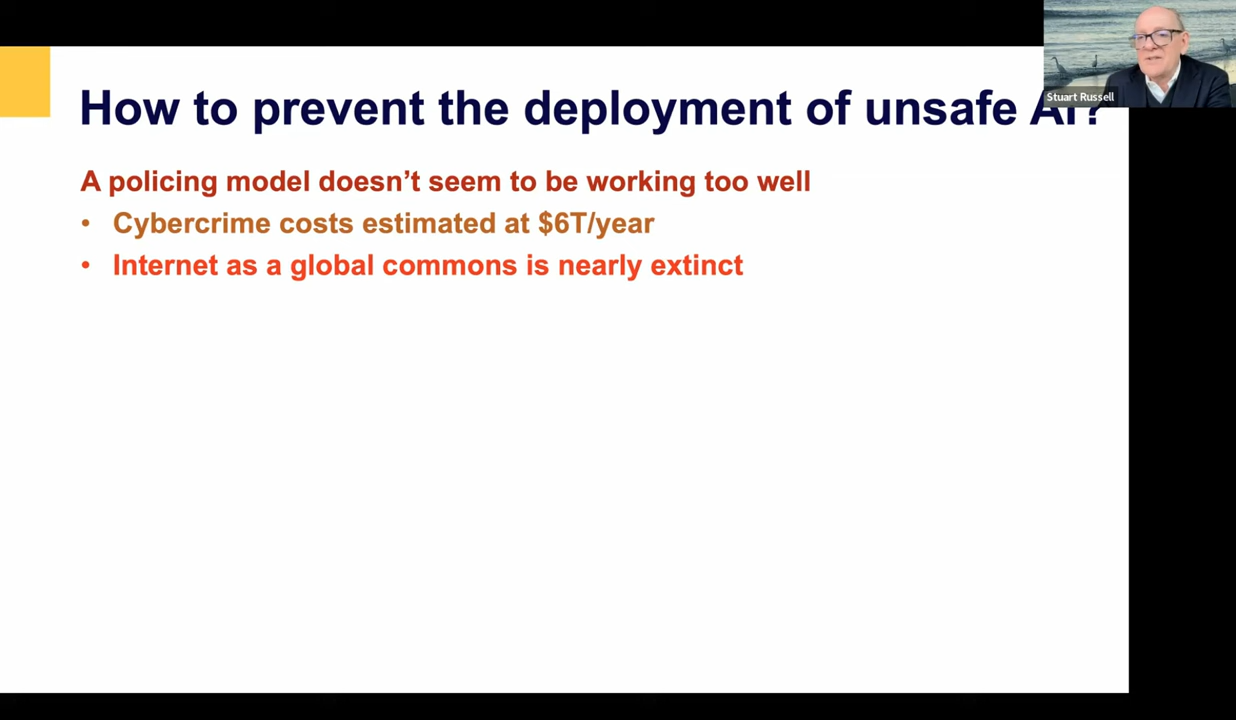 How to prevent the deployment of unsafe AI?
A policing model doesn't seem to be working too well
• Cybercrime costs estimated at $6T/year
• Internet as a global commons is nearly extinct
Stuart Russell